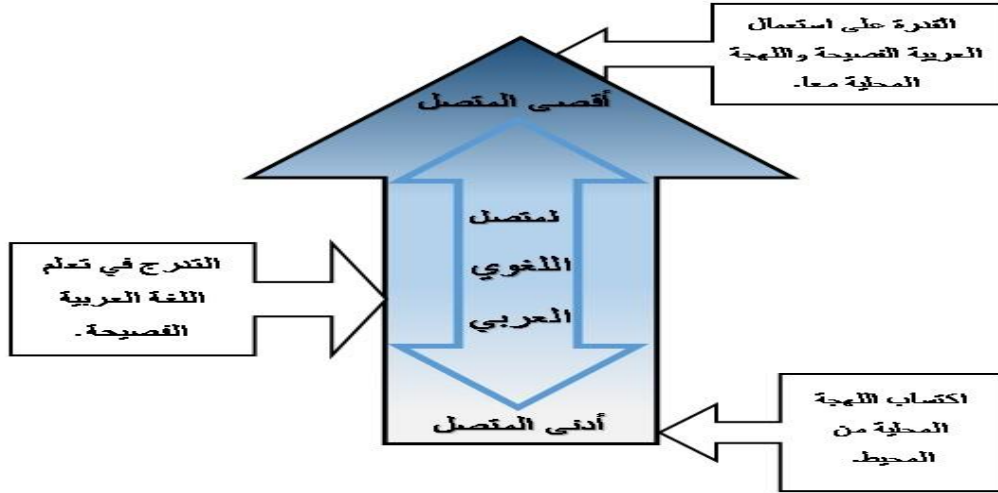 القدرة على استعمال
العربية الفصيحة واللهجة
المحلية معا.
أقصى المتصل
لمتصل
اللغوي
العربي
التدرج في تعلم
اللغة العربية
الفصيحة.
أدنى المتصل
اكتساب اللهجة
المحلية من
المحيط.